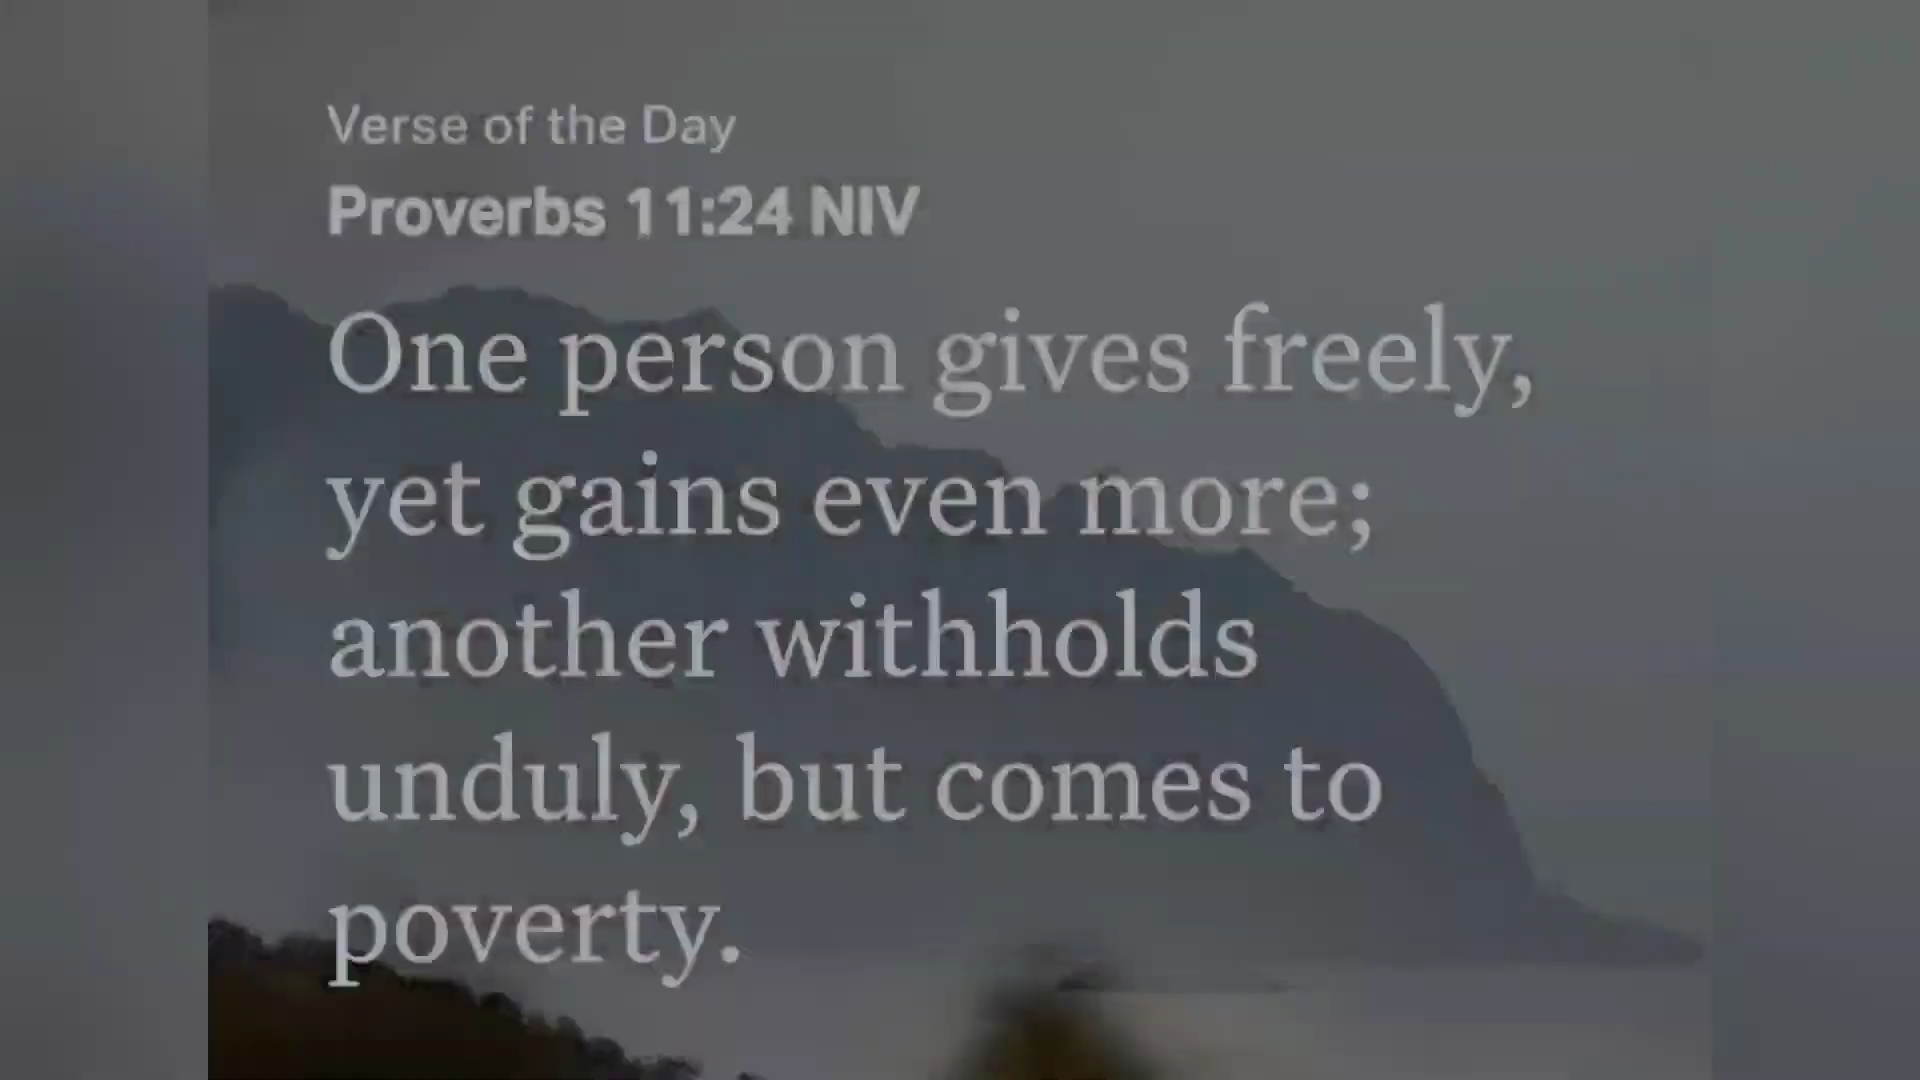 Verse of the Day
Proverbs 11:24 NIV
One person gives freely,
yet gains even more;
another withholds
unduly, but comes to
poverty.